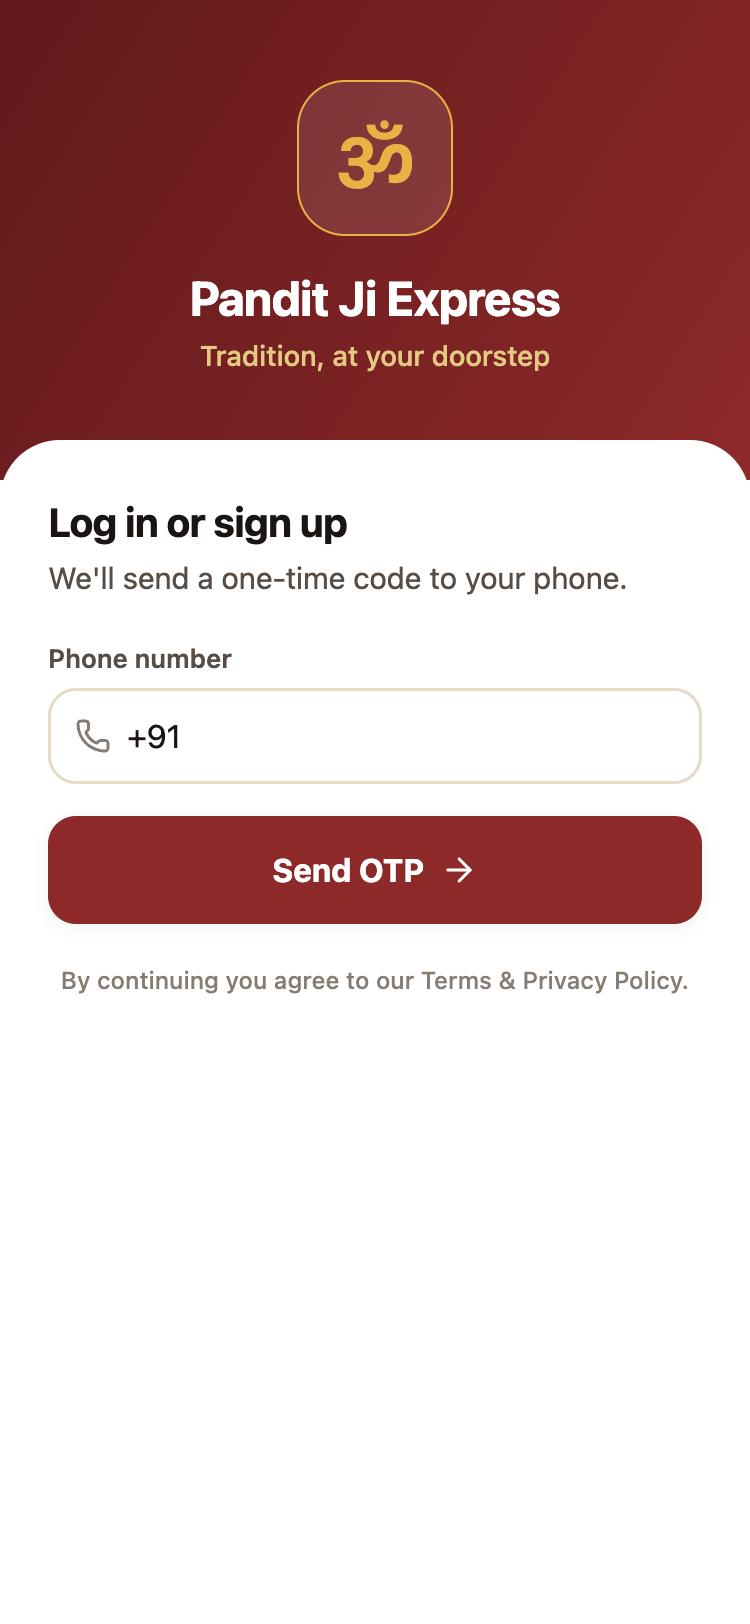 ॐ
Pandit Ji Express
Tradition, at your doorstep
Log in or sign up
We'll send a one-time code to your phone.
Phone number
+91
Send OTP →
By continuing you agree to our Terms & Privacy Policy.